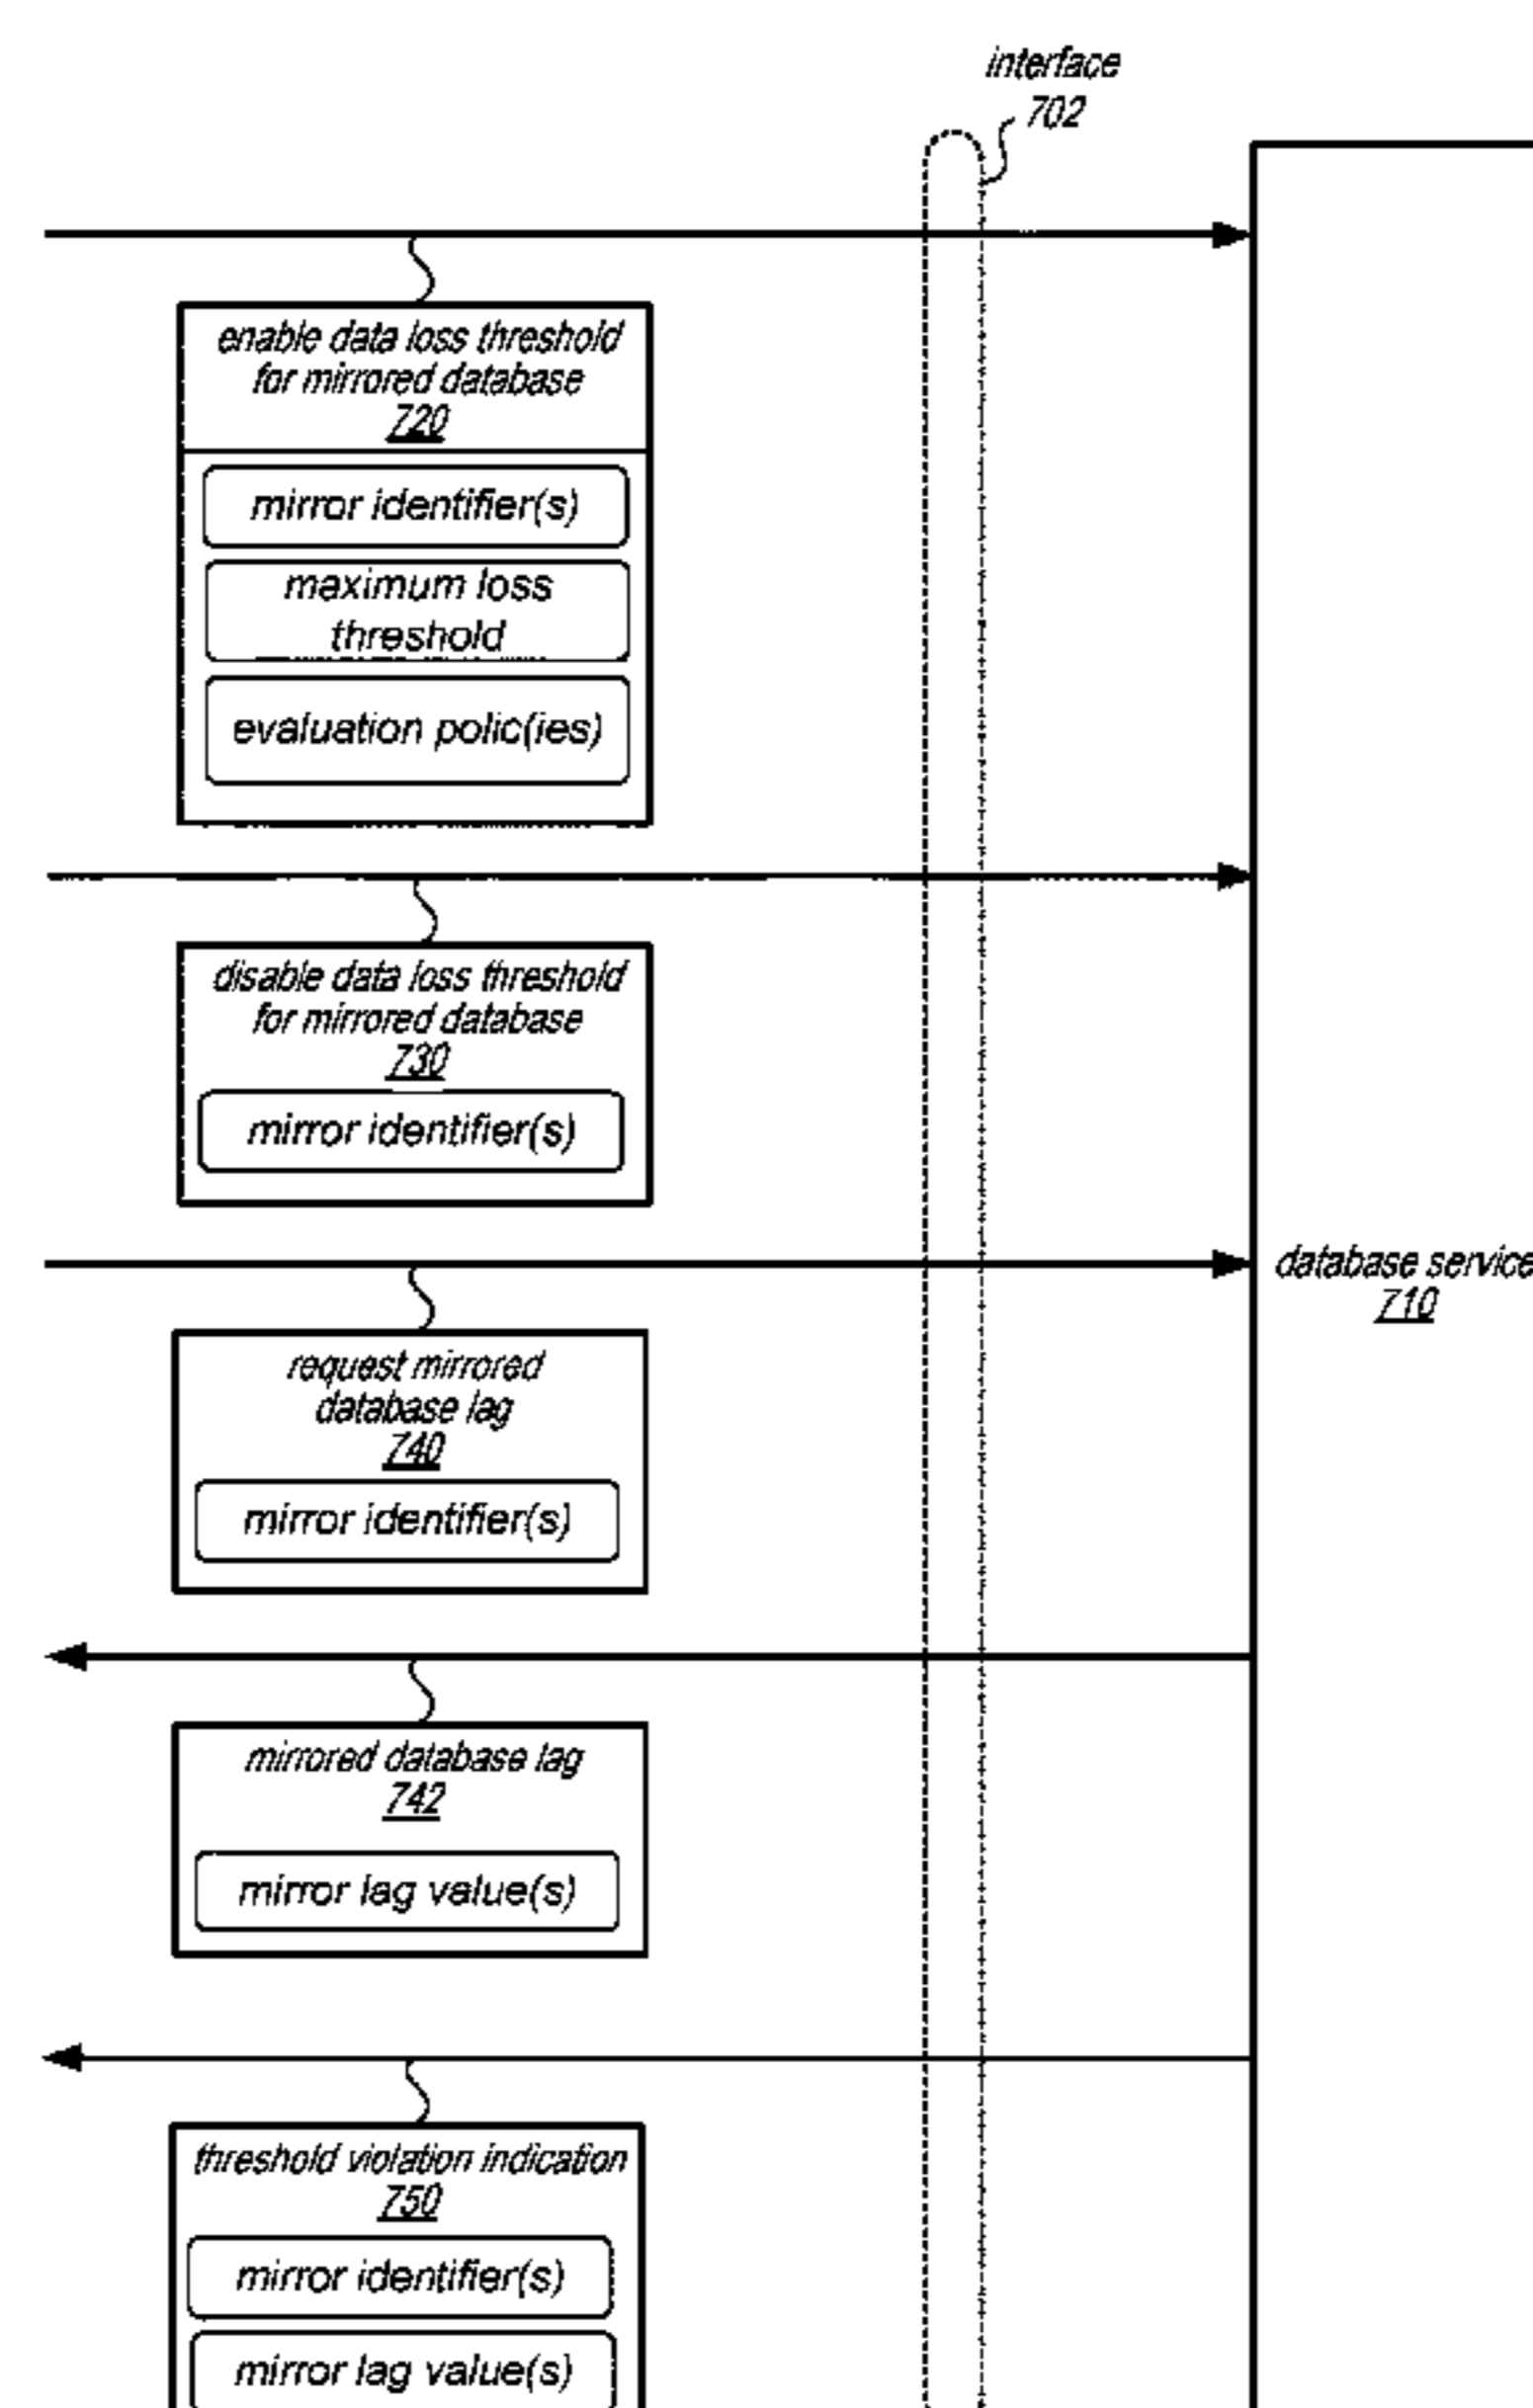 interface
702
enable data loss threshold
for mirrored database
720
mirror identifier(s)
maximum loss
threshold
evaluation polic(ies)
disable data loss threshold
for mirrored database
730
mirror identifier(s)
database service
710
request mirrored
database lag
740
mirror identifier(s)
mirrored database lag
742
mirror lag value(s)
threshold violation indication
750
mirror identifier(s)
mirror lag value(s)